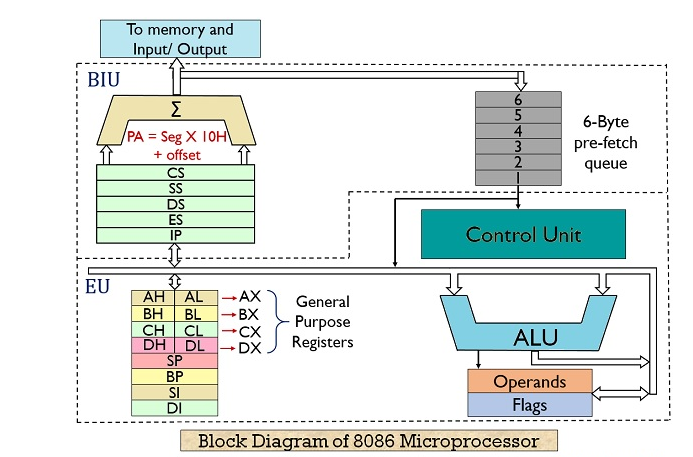 To memory and
Input/ Output
BIU
Σ
PA = Seg X 10H
+ offset
CS
SS
DS
ES
IP
6
5
4
3
2
1
6-Byte
pre-fetch
queue
Control Unit
EU
AH AL AX
BH BL BX
CH CL CX
DH DL DX
SP
BP
SI
DI
General
Purpose
Registers
ALU
Operands
Flags
Block Diagram of 8086 Microprocessor